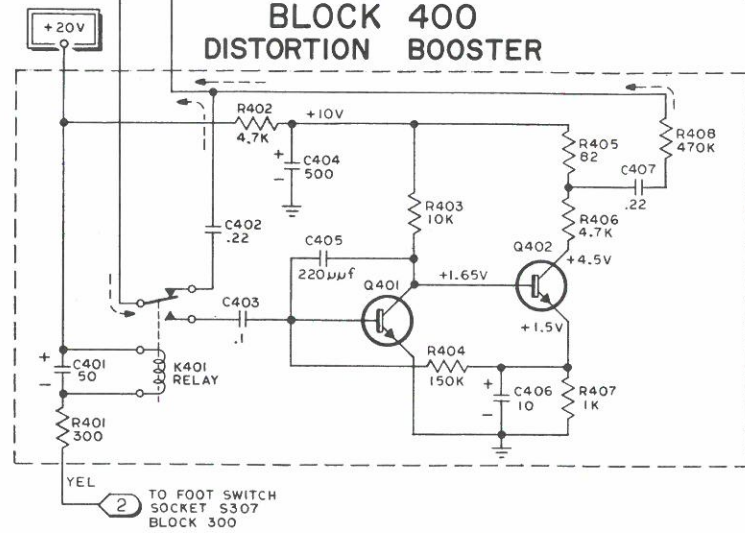 BLOCK 400
DISTORTION BOOSTER
+20V
R402
4.7K
+10V
+
C404
-
500
R405
82
C407
.22
R408
470K
R403
10K
R406
4.7K
C402
.22
C405
220µµf
Q401
+1.65V
Q402
+4.5V
C403
.1
+1.5V
+
C401
-
50
K401
RELAY
R404
150K
+
C406
-
10
R407
1K
R401
300
YEL
2
TO FOOT SWITCH
SOCKET S307
BLOCK 300